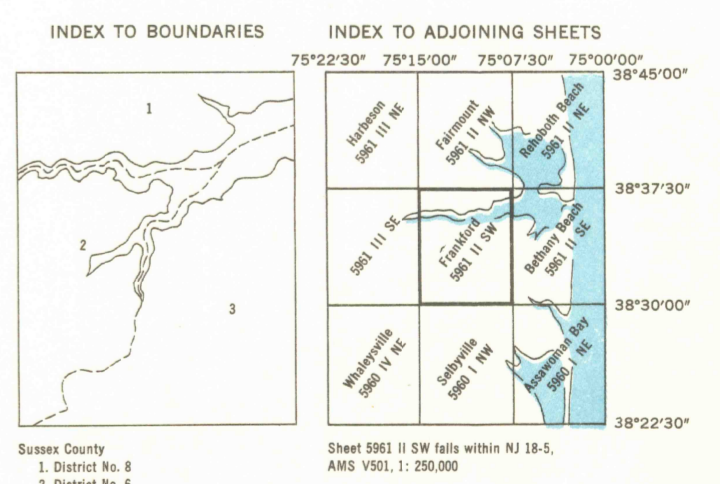 INDEX TO BOUNDARIES
1
2
3
Sussex County
1. District No. 8
INDEX TO ADJOINING SHEETS
75°22'30" 75°15'00" 75°07'30" 75°00'00"
38°45'00"
Harbeson
5961 III NE
Fairmount
5961 II NW
Rehoboth Beach
5961 II NE
38°37'30"
5961 III SE
Frankford
5961 II SW
Bethany Beach
5961 II SE
38°30'00"
Whaleysville
5960 IV NE
Selbyville
5960 I NW
Assawoman Bay
5960 I NE
38°22'30"
Sheet 5961 II SW falls within NJ 18-5,
AMS V501, 1: 250,000